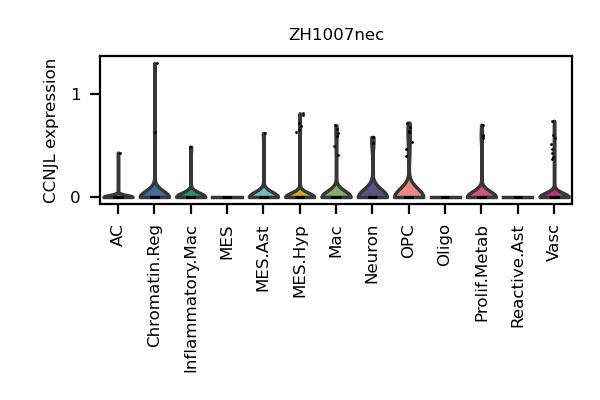 ZH1007nec
CCNJL expression
1
0
AC
Chromatin.Reg
Inflammatory.Mac
MES
MES.Ast
MES.Hyp
Mac
Neuron
OPC
Oligo
Prolif.Metab
Reactive.Ast
Vasc